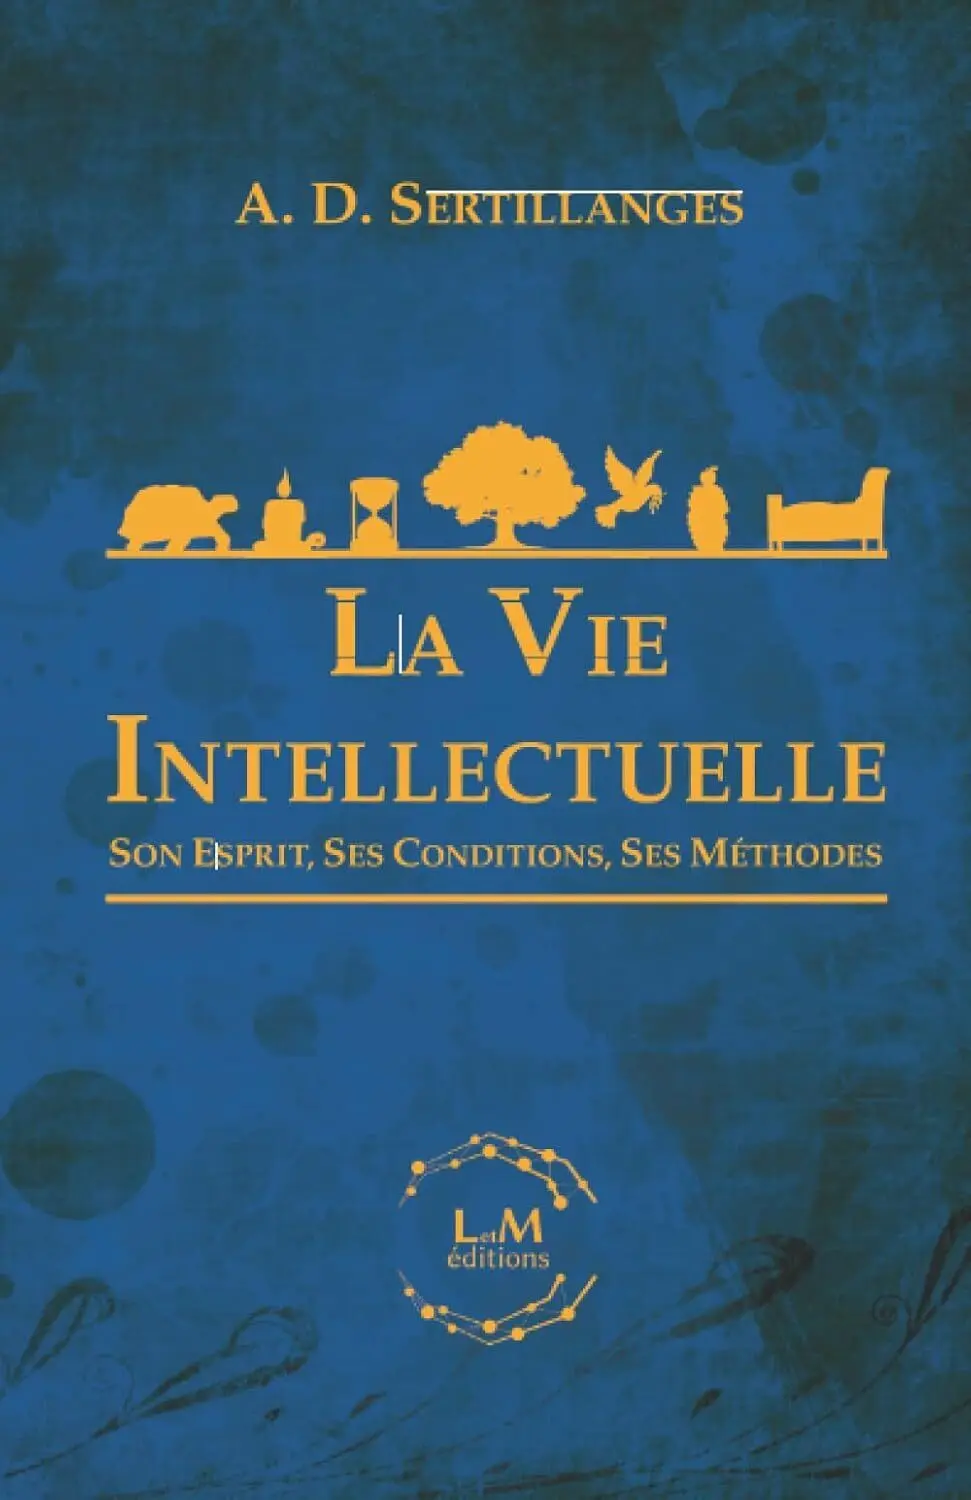 A. D. SERTILLANGES
LA VIE
INTELLECTUELLE
SON ESPRIT, SES CONDITIONS, SES MÉTHODES
LetM
éditions